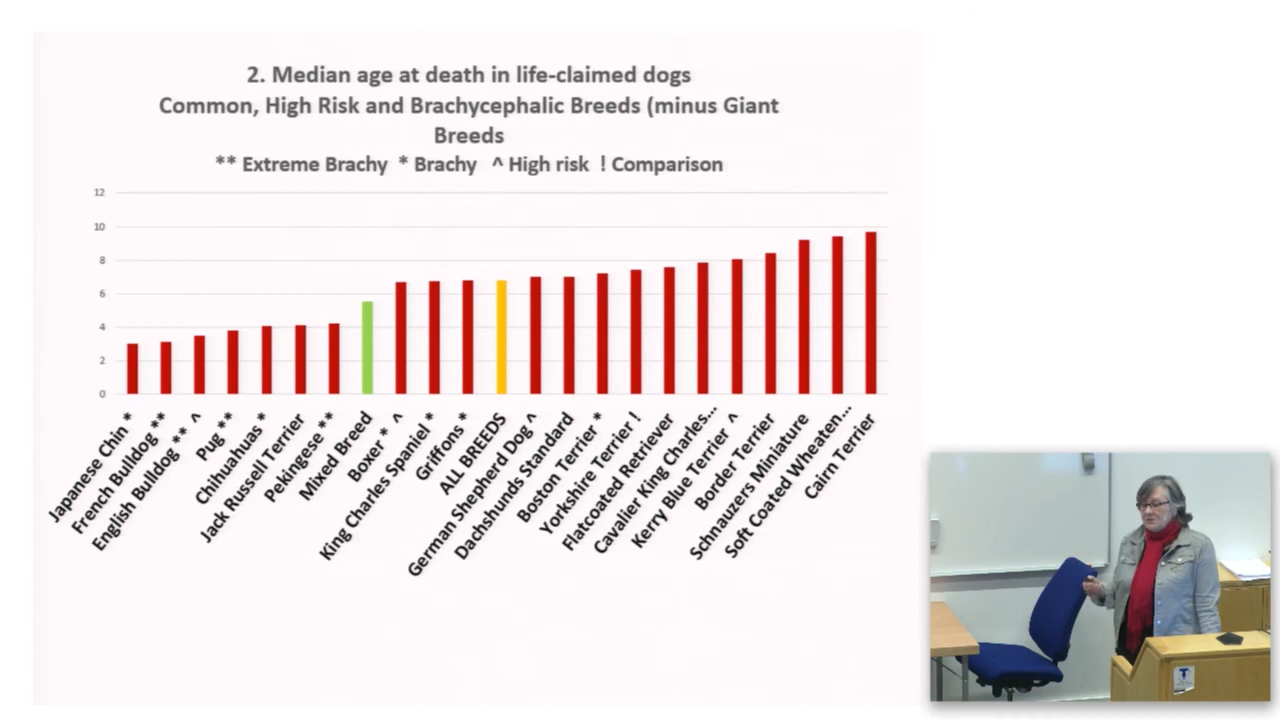 2. Median age at death in life-claimed dogs
Common, High Risk and Brachycephalic Breeds (minus Giant
Breeds
** Extreme Brachy * Brachy ^ High risk ! Comparison
12
10
8
6
4
2
0
Japanese Chin *
French Bulldog **
English Bulldog ** ^
Pug **
Chihuahuas *
Jack Russell Terrier
Pekingese **
Mixed Breed
Boxer * ^
King Charles Spaniel *
Griffons *
ALL BREEDS
German Shepherd Dog ^
Dachshunds Standard
Boston Terrier *
Yorkshire Terrier !
Flatcoated Retriever
Cavalier King Charles...
Kerry Blue Terrier ^
Border Terrier
Schnauzers Miniature
Soft Coated Wheaten...
Cairn Terrier